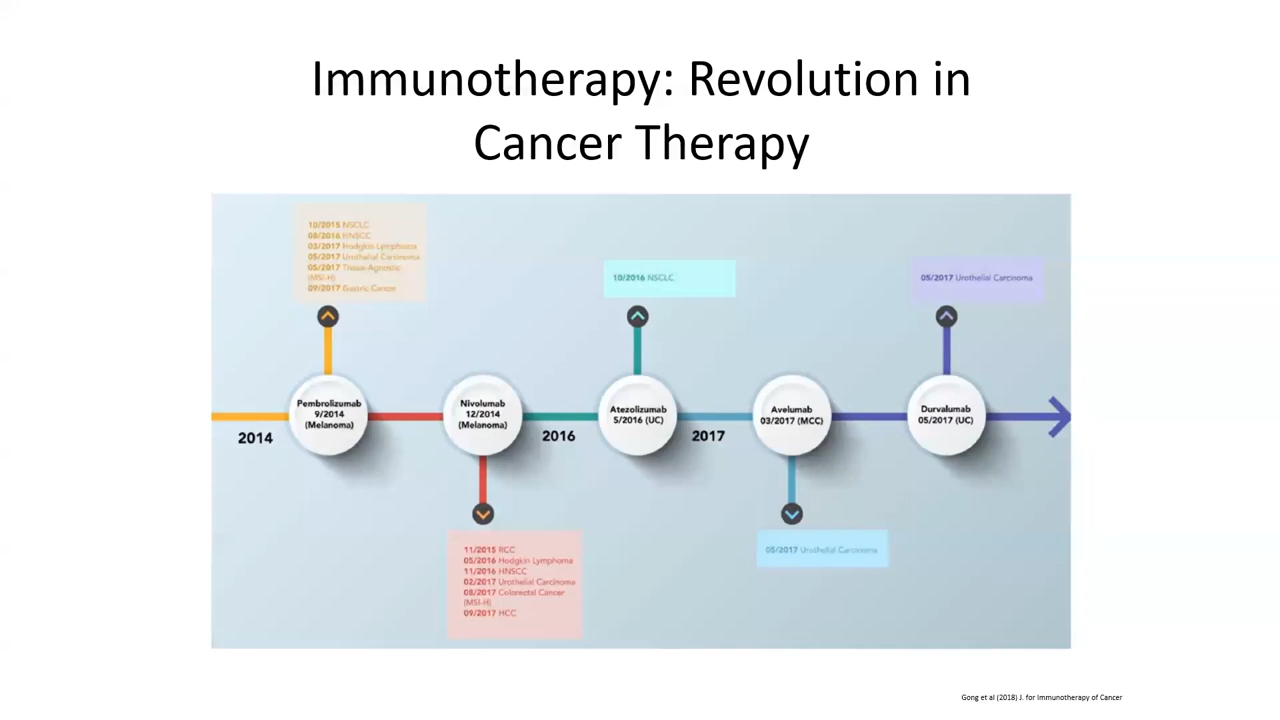 Immunotherapy: Revolution in
Cancer Therapy
10/2015 NSCLC
08/2016 HNSCC
03/2017 Hodgkin Lymphoma
05/2017 Urothelial Carcinoma
05/2017 Tissue-Agnostic
(MSI-H)
09/2017 Gastric Cancer
10/2016 NSCLC
05/2017 Urothelial Carcinoma
Pembrolizumab
9/2014
(Melanoma)
Nivolumab
12/2014
(Melanoma)
Atezolizumab
5/2016 (UC)
Avelumab
03/2017 (MCC)
Durvalumab
05/2017 (UC)
2014
2016
2017
11/2015 RCC
05/2016 Hodgkin Lymphoma
11/2016 HNSCC
02/2017 Urothelial Carcinoma
08/2017 Colorectal Cancer
(MSI-H)
09/2017 HCC
05/2017 Urothelial Carcinoma
Gong et al (2018) J. for Immunotherapy of Cancer